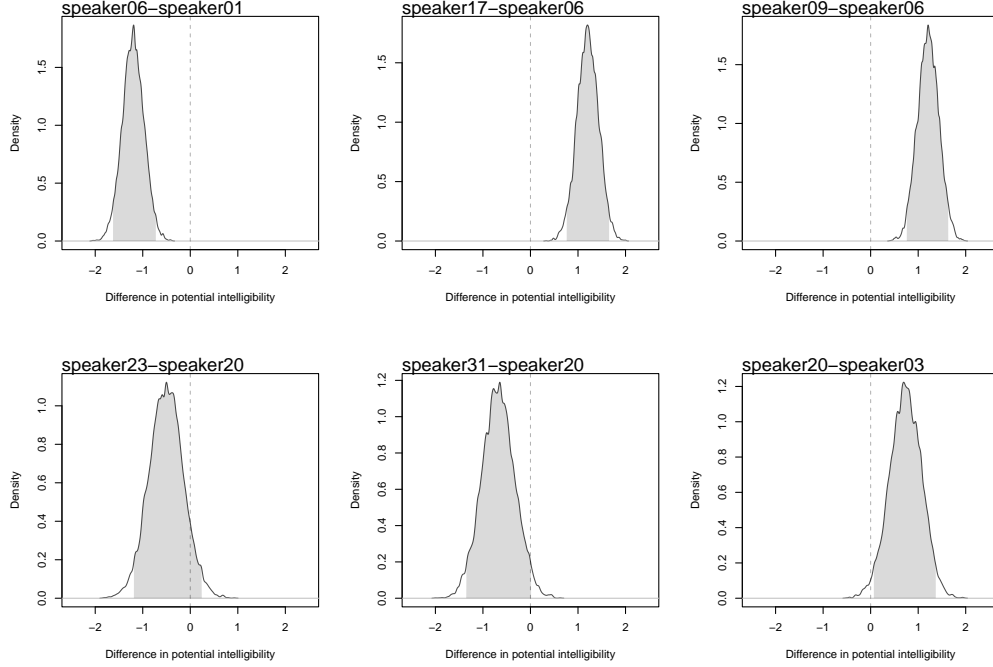 speaker06−speaker01
Density
0.0 0.5 1.0 1.5
−2 −1 0 1 2
Difference in potential intelligibility
speaker17−speaker06
Density
0.0 0.5 1.0 1.5
−2 −1 0 1 2
Difference in potential intelligibility
speaker09−speaker06
Density
0.0 0.5 1.0 1.5
−2 −1 0 1 2
Difference in potential intelligibility
speaker23−speaker20
Density
0.0 0.2 0.4 0.6 0.8 1.0
−2 −1 0 1 2
Difference in potential intelligibility
speaker31−speaker20
Density
0.0 0.2 0.4 0.6 0.8 1.0 1.2
−2 −1 0 1 2
Difference in potential intelligibility
speaker20−speaker03
Density
0.0 0.2 0.4 0.6 0.8 1.0 1.2
−2 −1 0 1 2
Difference in potential intelligibility